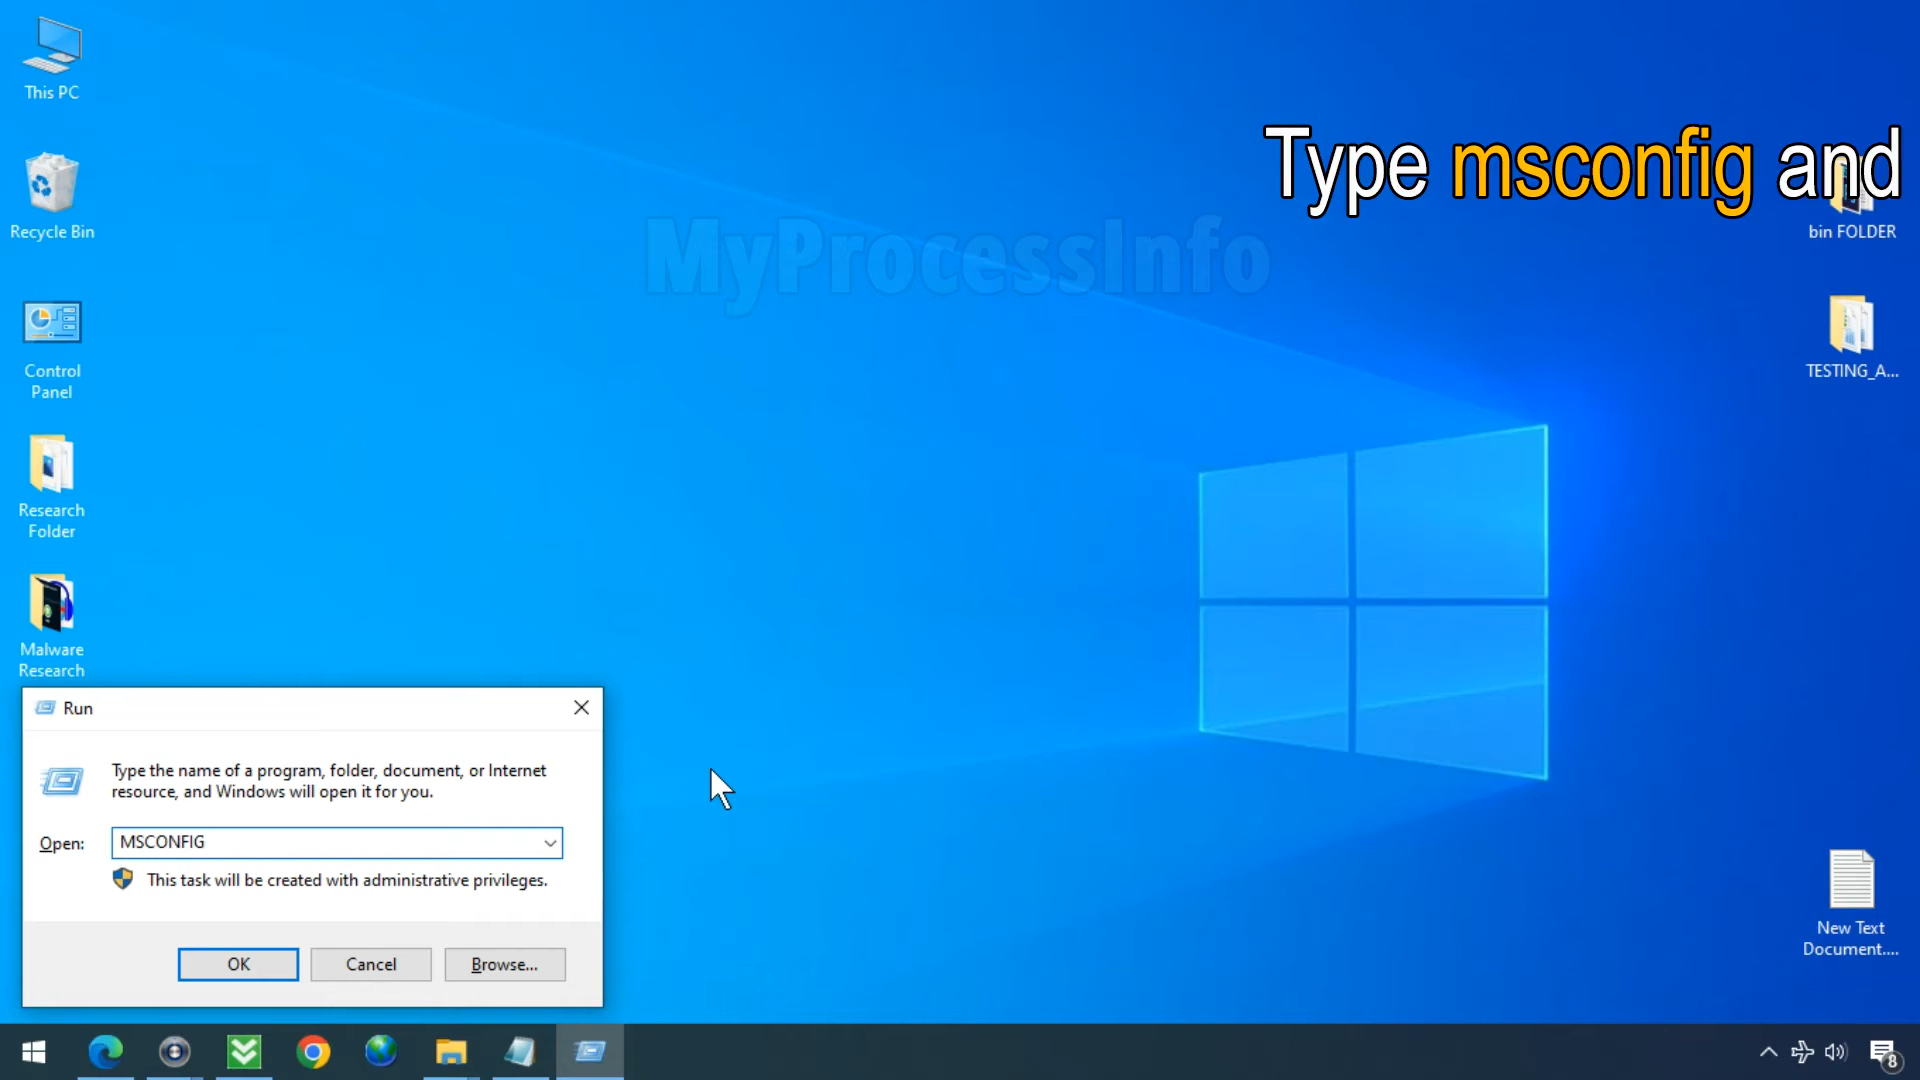 This PC
Recycle Bin
Control
Panel
Research
Folder
Malware
Research
Type msconfig and
MyProcessInfo
bin FOLDER
TESTING_A...
New Text
Document....
Run
Type the name of a program, folder, document, or Internet
resource, and Windows will open it for you.
Open:
MSCONFIG
This task will be created with administrative privileges.
OK
Cancel
Browse...
8